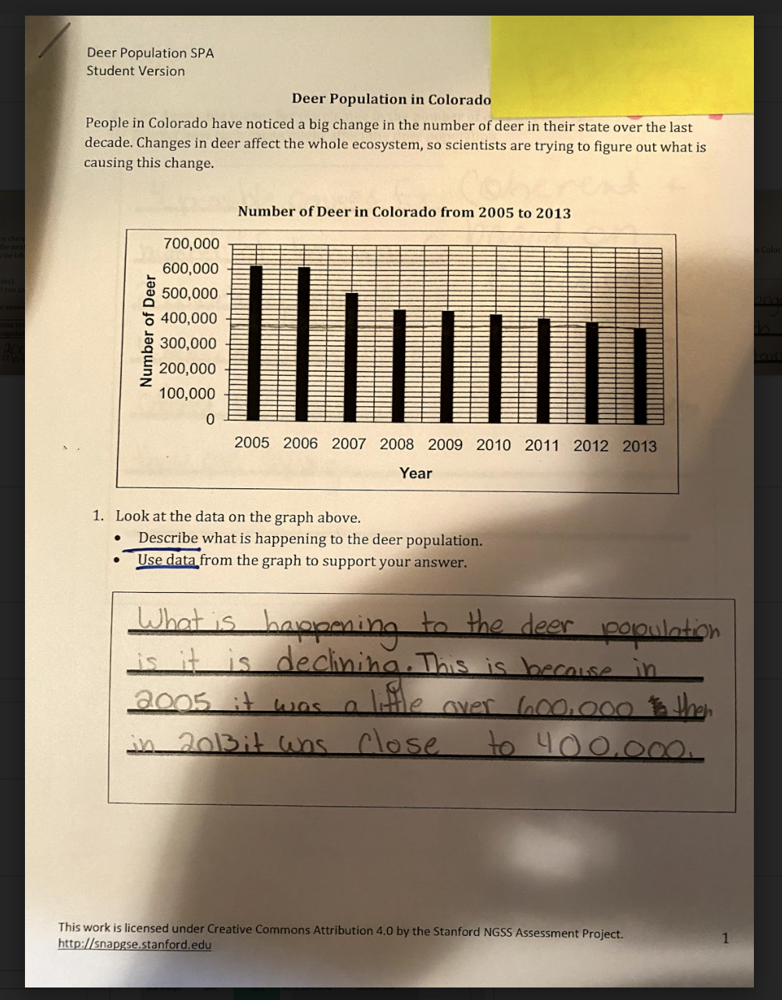 Deer Population SPA
Student Version
Deer Population in Colorado
People in Colorado have noticed a big change in the number of deer in their state over the last
decade. Changes in deer affect the whole ecosystem, so scientists are trying to figure out what is
causing this change.
Number of Deer in Colorado from 2005 to 2013
Number of Deer
700,000
600,000
500,000
400,000
300,000
200,000
100,000
0
2005 2006 2007 2008 2009 2010 2011 2012 2013
Year
1. Look at the data on the graph above.
• Describe what is happening to the deer population.
• Use data from the graph to support your answer.
What is happening to the deer population
is it is declining. This is because in
2005 it was a little over 600,000 then
in 2013 it was close to 400,000.
This work is licensed under Creative Commons Attribution 4.0 by the Stanford NGSS Assessment Project.
http://snapgse.stanford.edu
1